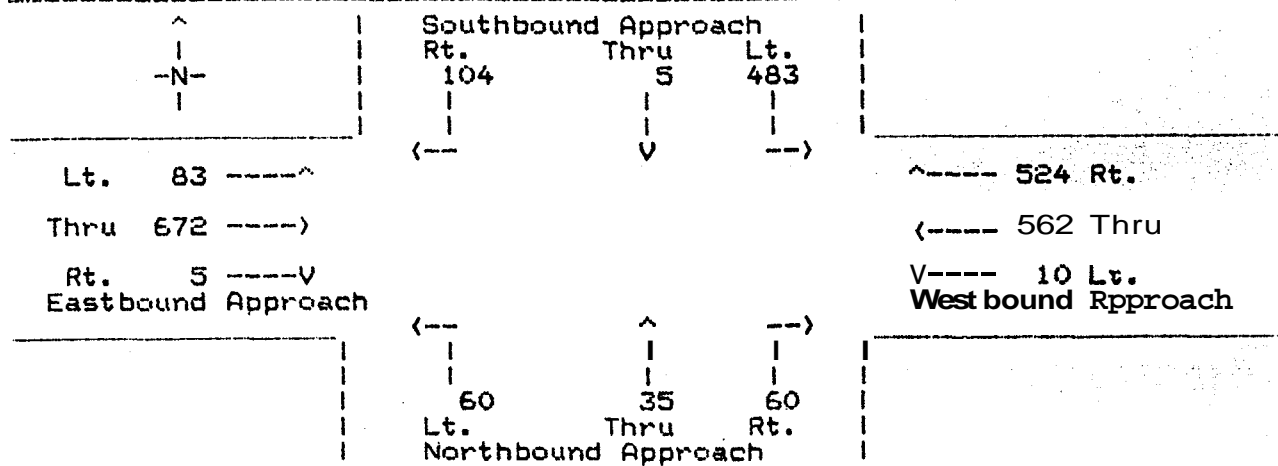 Southbound Approach
Rt. Thru Lt.
-N- 104 5 483
Lt. 83 ----^ ^---- 524 Rt.
Thru 672 ----> <---- 562 Thru
Rt. 5 ----V V---- 10 Lt.
Eastbound Approach Westbound Rpproach
60 35 60
Lt. Thru Rt.
Northbound Approach